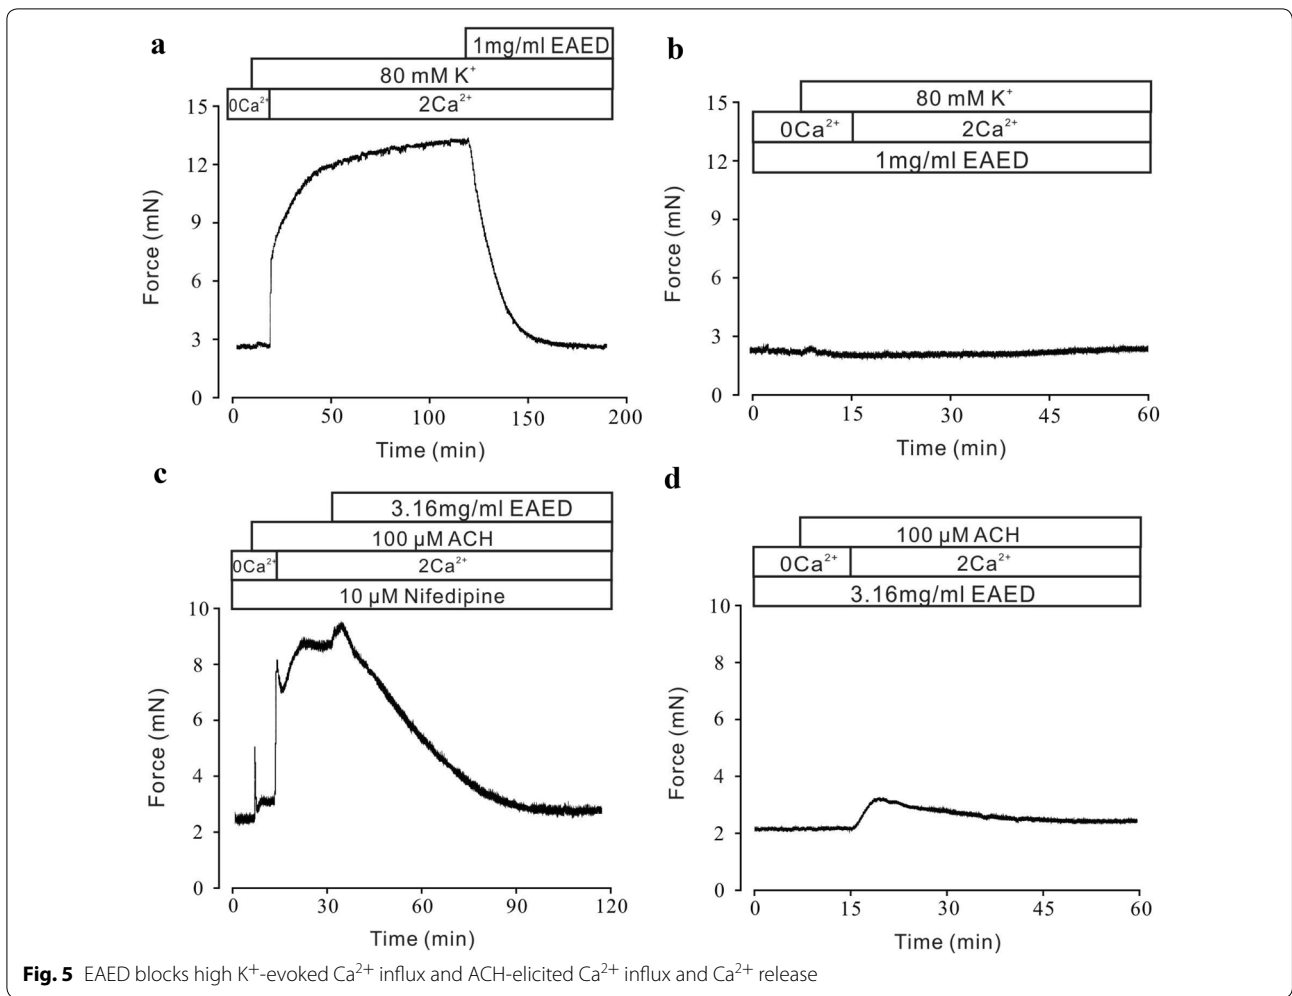 a
1mg/ml EAED
80 mM K⁺
0Ca²⁺ 2Ca²⁺
15
12
9
6
3
0
Force (mN)
0 50 100 150 200
Time (min)
b
80 mM K⁺
0Ca²⁺ 2Ca²⁺
1mg/ml EAED
15
12
9
6
3
0
Force (mN)
0 15 30 45 60
Time (min)
c
3.16mg/ml EAED
100 µM ACH
0Ca²⁺ 2Ca²⁺
10 µM Nifedipine
10
8
6
4
2
0
Force (mN)
0 30 60 90 120
Time (min)
d
100 µM ACH
0Ca²⁺ 2Ca²⁺
3.16mg/ml EAED
10
8
6
4
2
0
Force (mN)
0 15 30 45 60
Time (min)
Fig. 5 EAED blocks high K⁺-evoked Ca²⁺ influx and ACH-elicited Ca²⁺ influx and Ca²⁺ release